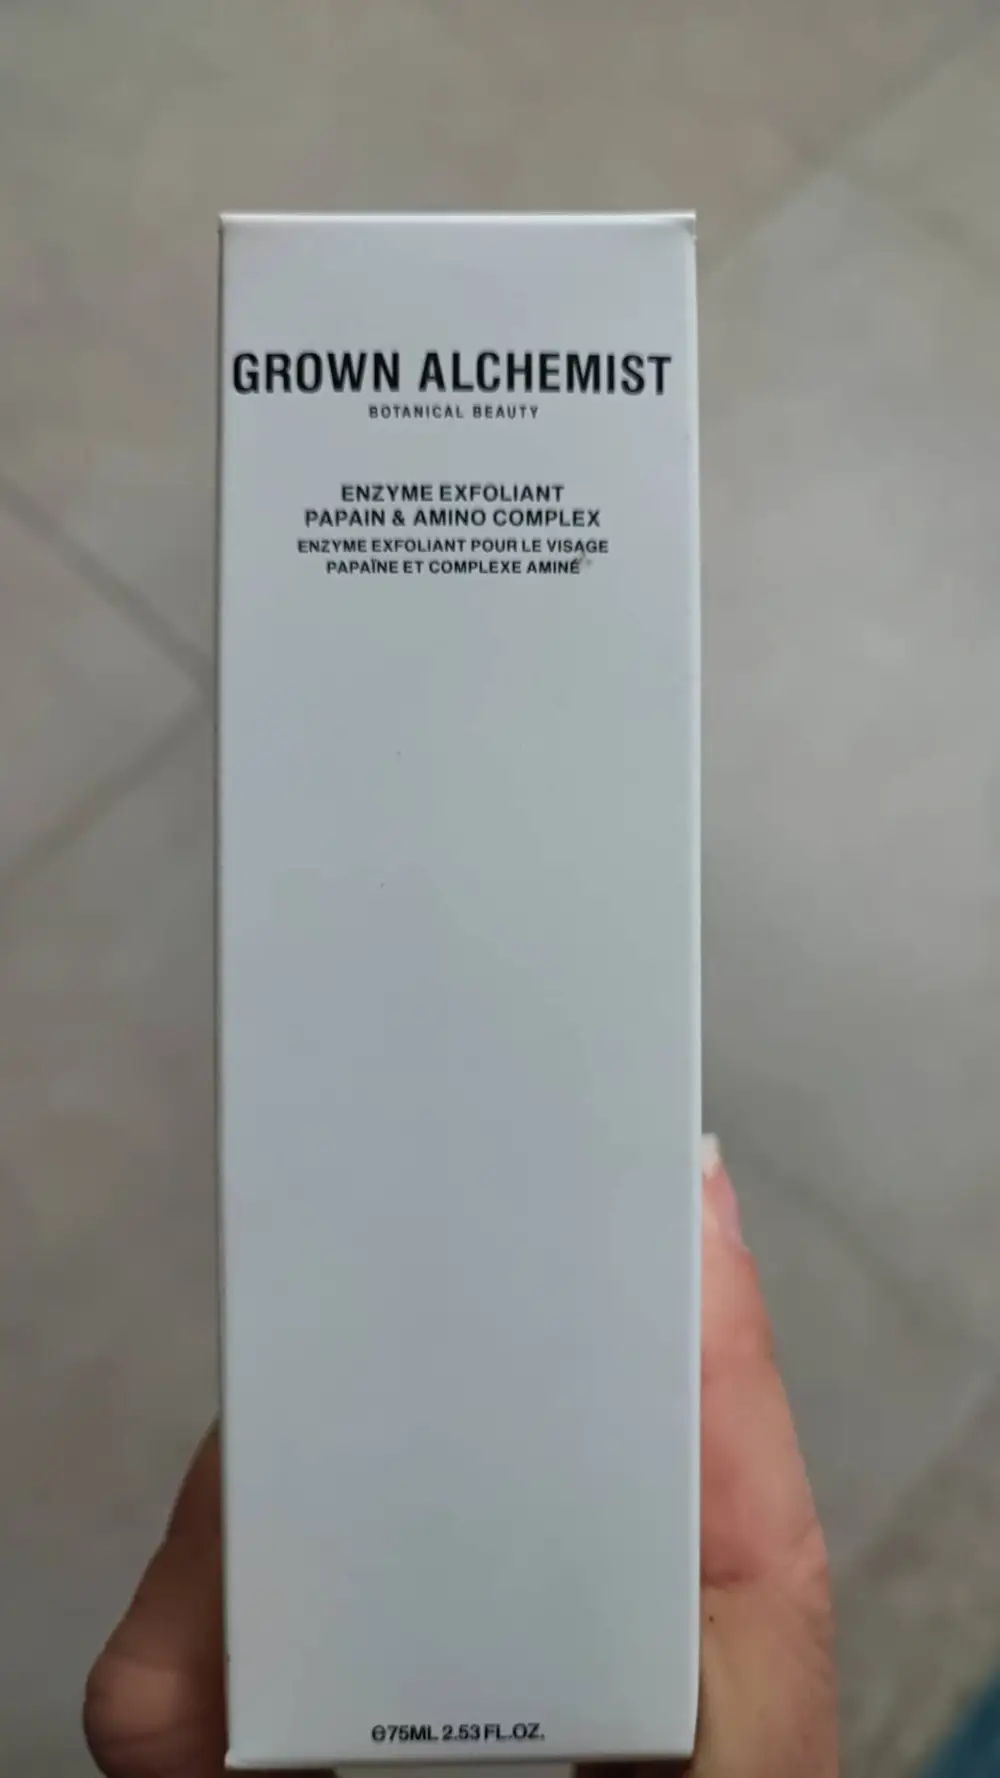 GROWN ALCHEMIST
BOTANICAL BEAUTY
ENZYME EXFOLIANT
PAPAIN & AMINO COMPLEX
ENZYME EXFOLIANT POUR LE VISAGE
PAPAÏNE ET COMPLEXE AMINÉ
℮75ML 2.53 FL.OZ.